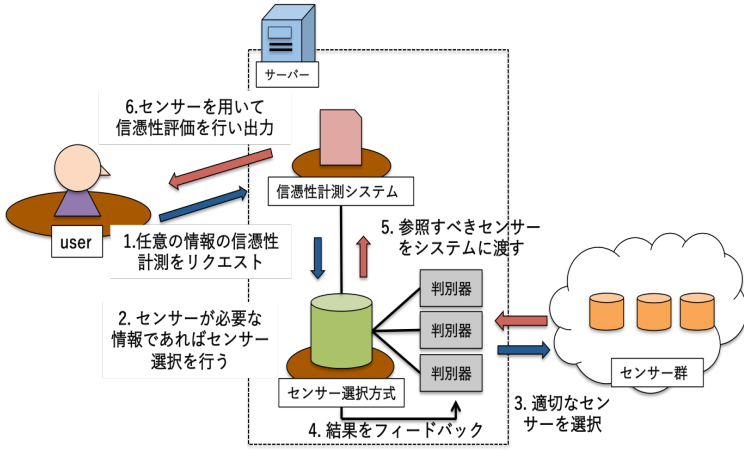 サーバー
6.センサーを用いて
信憑性評価を行い出力
信憑性計測システム
user
1.任意の情報の信憑性
計測をリクエスト
5. 参照すべきセンサー
をシステムに渡す
判別器
判別器
判別器
2. センサーが必要な
情報であればセンサー
選択を行う
センサー選択方式
4. 結果をフィードバック
センサー群
3. 適切なセン
サーを選択